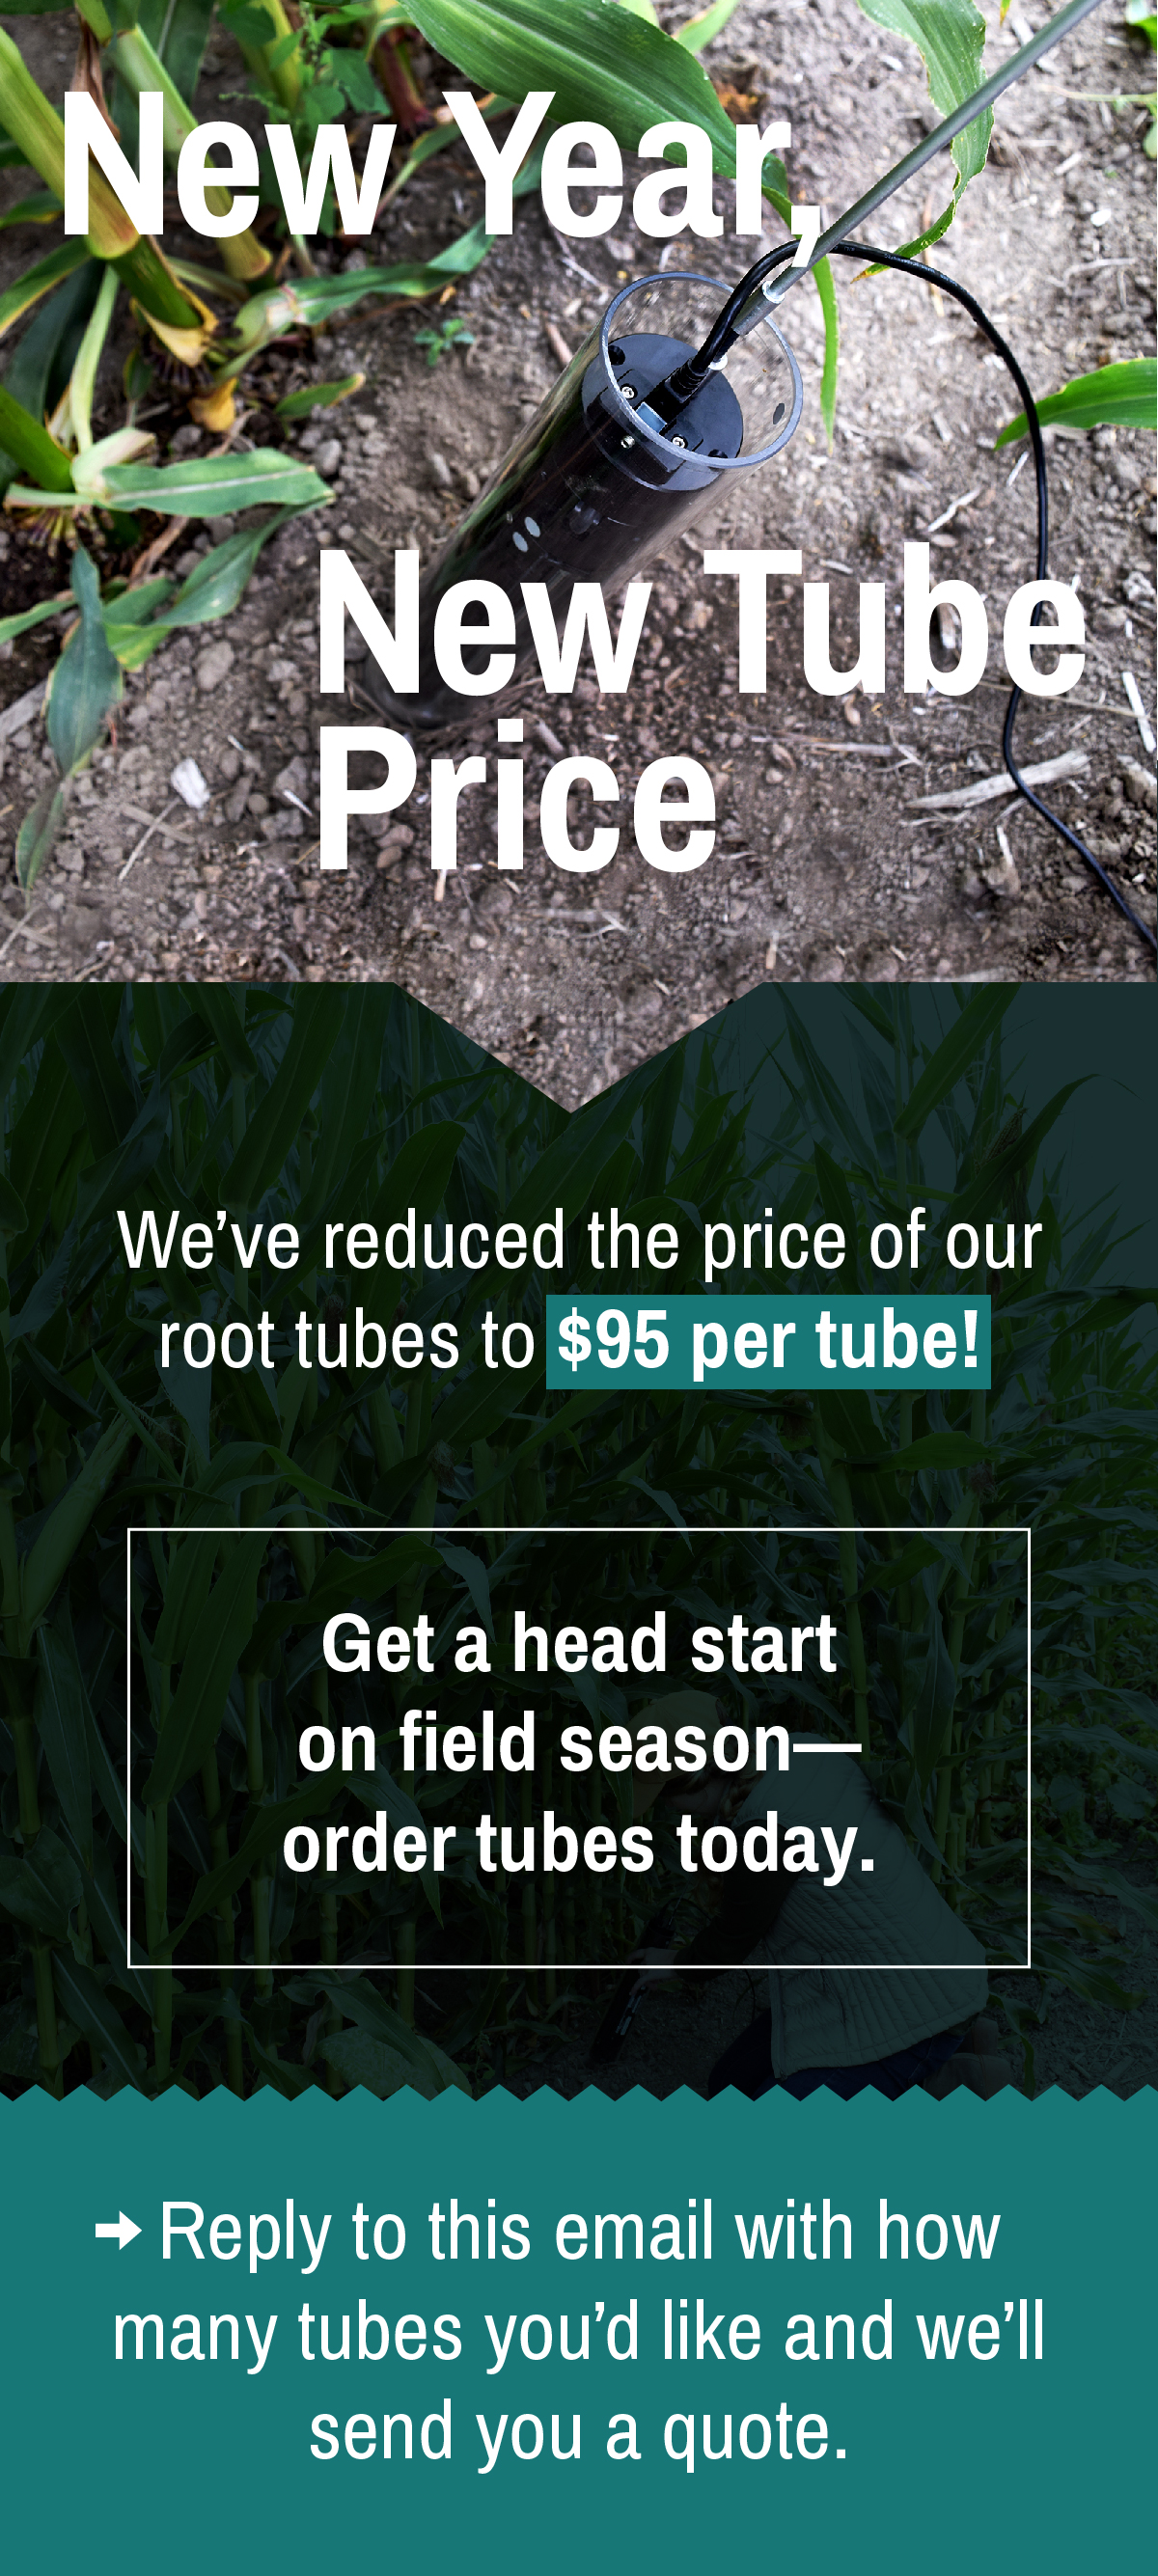 New Year,
New Tube
Price
We’ve reduced the price of our
root tubes to $95 per tube!
Get a head start
on field season—
order tubes today.
Reply to this email with how
many tubes you’d like and we’ll
send you a quote.